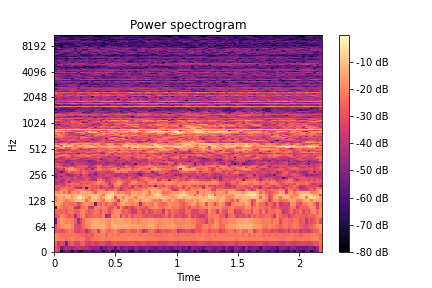 Power spectrogram
Hz
8192
4096
2048
1024
512
256
128
64
0
0 0.5 1 1.5 2
Time
-10 dB
-20 dB
-30 dB
-40 dB
-50 dB
-60 dB
-70 dB
-80 dB